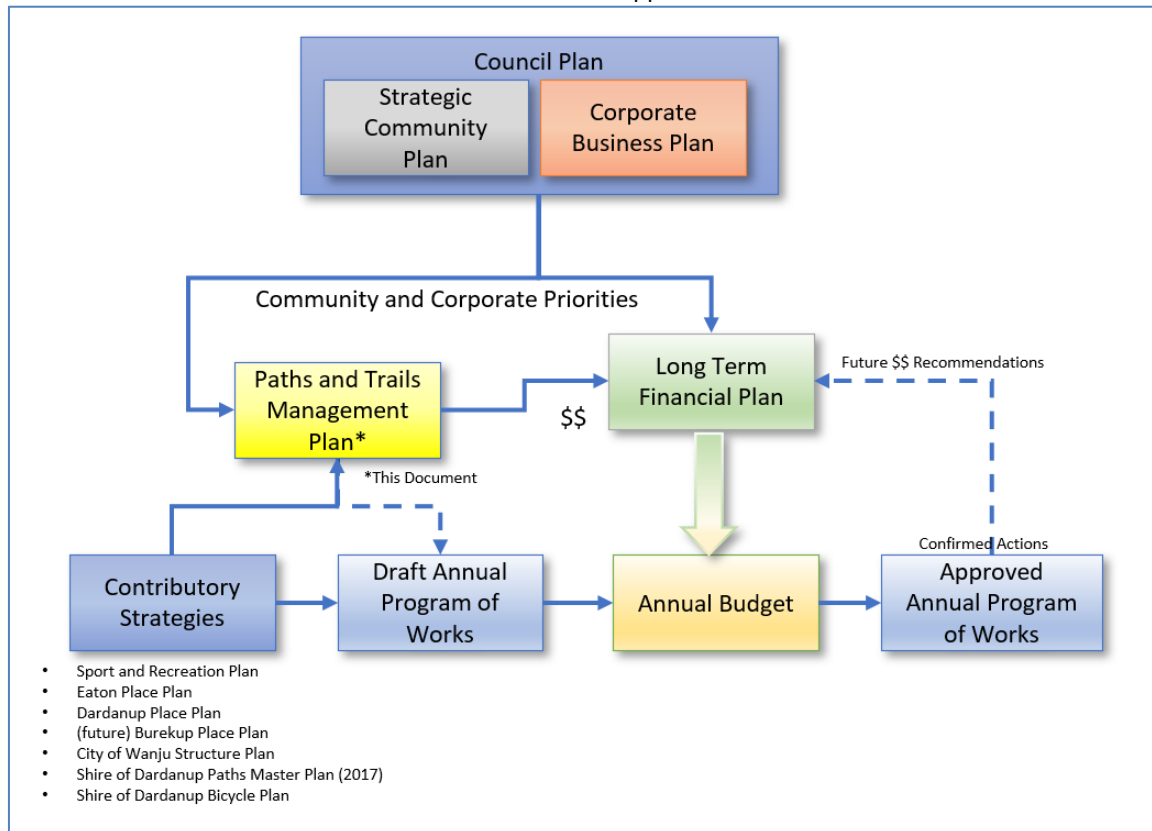 Council Plan
Strategic
Community
Plan
Corporate
Business Plan
Community and Corporate Priorities
Paths and Trails
Management
Plan*
$$
Long Term
Financial Plan
Future $$ Recommendations
*This Document
Confirmed Actions
Contributory
Strategies
Draft Annual
Program of
Works
Annual Budget
Approved
Annual Program
of Works
• Sport and Recreation Plan
• Eaton Place Plan
• Dardanup Place Plan
• (future) Burekup Place Plan
• City of Wanju Structure Plan
• Shire of Dardanup Paths Master Plan (2017)
• Shire of Dardanup Bicycle Plan